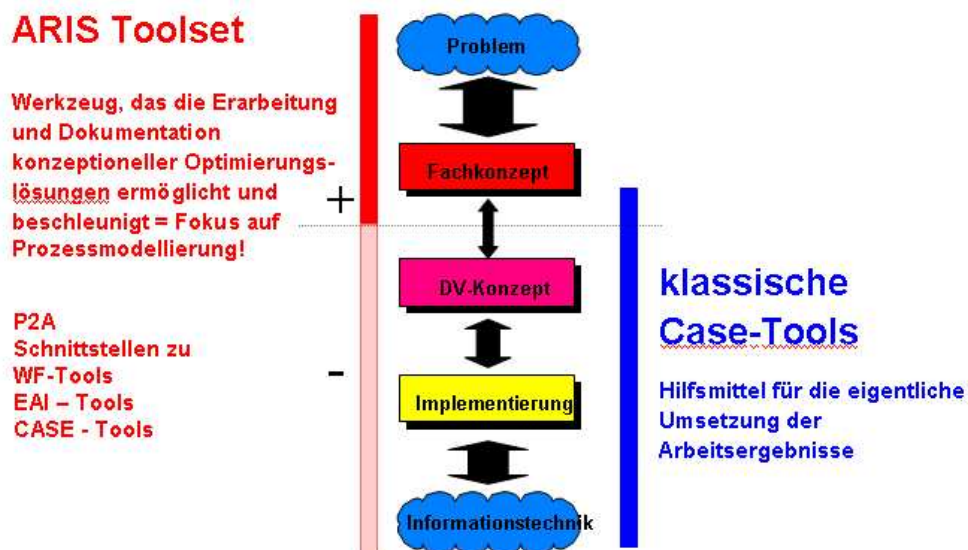 ARIS Toolset
Werkzeug, das die Erarbeitung
und Dokumentation
konzeptioneller Optimierungs-
lösungen ermöglicht und
beschleunigt = Fokus auf
Prozessmodellierung!
+
P2A
Schnittstellen zu
WF-Tools
EAI – Tools
CASE - Tools
-
Problem
Fachkonzept
DV-Konzept
Implementierung
Informationstechnik
klassische
Case-Tools
Hilfsmittel für die eigentliche
Umsetzung der
Arbeitsergebnisse